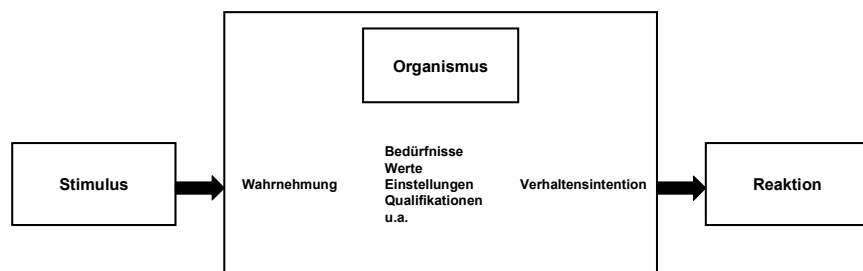 Organismus
Stimulus
Wahrnehmung
Bedürfnisse
Werte
Einstellungen
Qualifikationen
u.a.
Verhaltensintention
Reaktion